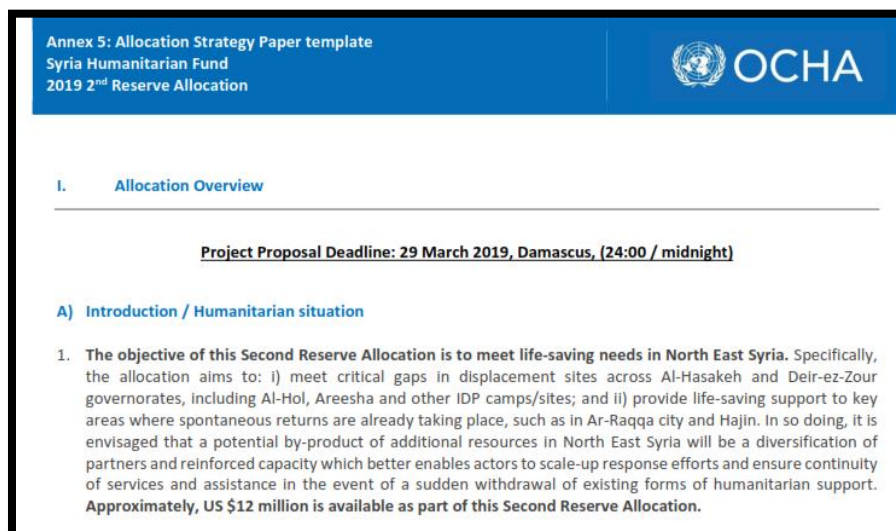 Annex 5: Allocation Strategy Paper template
Syria Humanitarian Fund
2019 2nd Reserve Allocation
OCHA
I. Allocation Overview
Project Proposal Deadline: 29 March 2019, Damascus, (24:00 / midnight)
A) Introduction / Humanitarian situation
1. The objective of this Second Reserve Allocation is to meet life-saving needs in North East Syria. Specifically,
the allocation aims to: i) meet critical gaps in displacement sites across Al-Hasakeh and Deir-ez-Zour
governorates, including Al-Hol, Areesha and other IDP camps/sites; and ii) provide life-saving support to key
areas where spontaneous returns are already taking place, such as in Ar-Raqqa city and Hajin. In so doing, it is
envisaged that a potential by-product of additional resources in North East Syria will be a diversification of
partners and reinforced capacity which better enables actors to scale-up response efforts and ensure continuity
of services and assistance in the event of a sudden withdrawal of existing forms of humanitarian support.
Approximately, US $12 million is available as part of this Second Reserve Allocation.